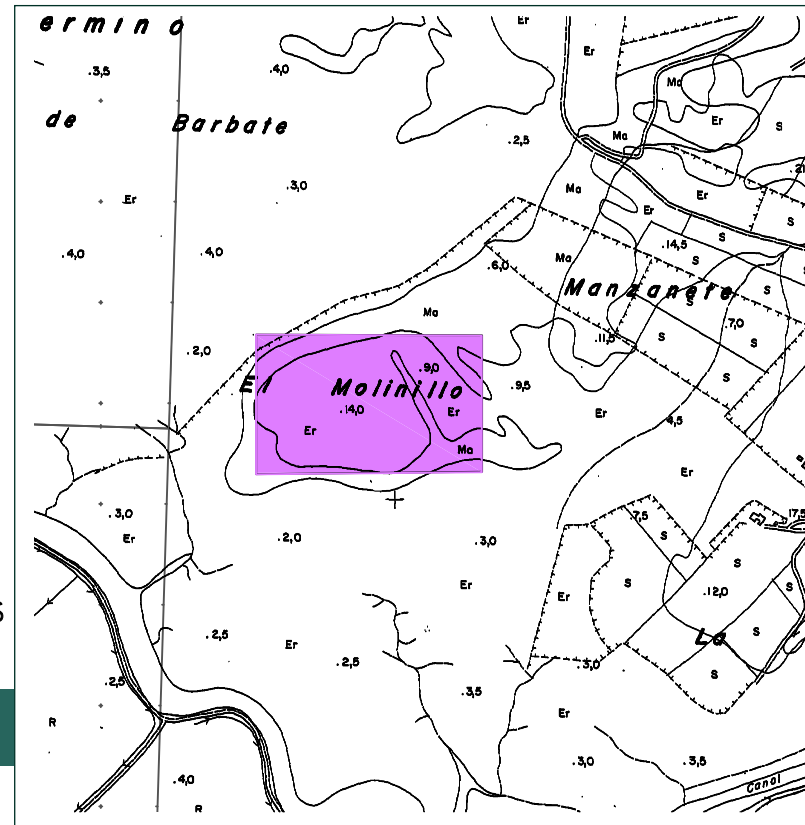 ermino
Er
.3,5
.4,0
Er
Ma
de Barbate
Er
S
.2,5
Ma
.21
.3,0
Ma
Er
Er
Er
S
.4,0
.4,0
.14,5
S
S
.6,0
Ma
S
Manzanete
S
Ma
.7,0
.2,0
.11,5
S
.9,0
S
El Molinillo
.9,5
.14,0
Er
Er
4,5
Er
Ma
Er
.3,0
7,5
17,5
Er
.2,0
.3,0
S
S
Er
Er
S
.12,0
S
.2,5
Er
.2,5
La
S
.3,0
S
.2,5
.3,5
R
Er
.3,0
.3,5
.4,0
Canal
R